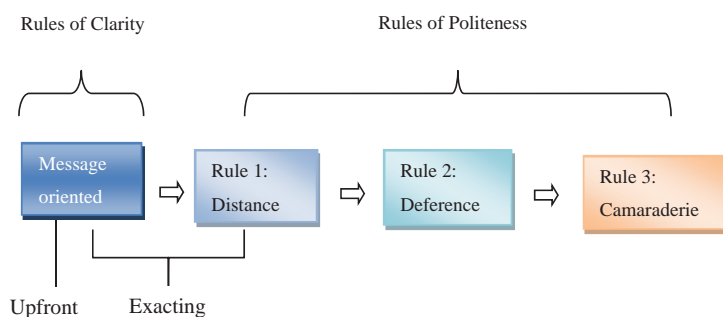 Rules of Clarity
Rules of Politeness
Message
oriented
Rule 1:
Distance
Rule 2:
Deference
Rule 3:
Camaraderie
Upfront
Exacting